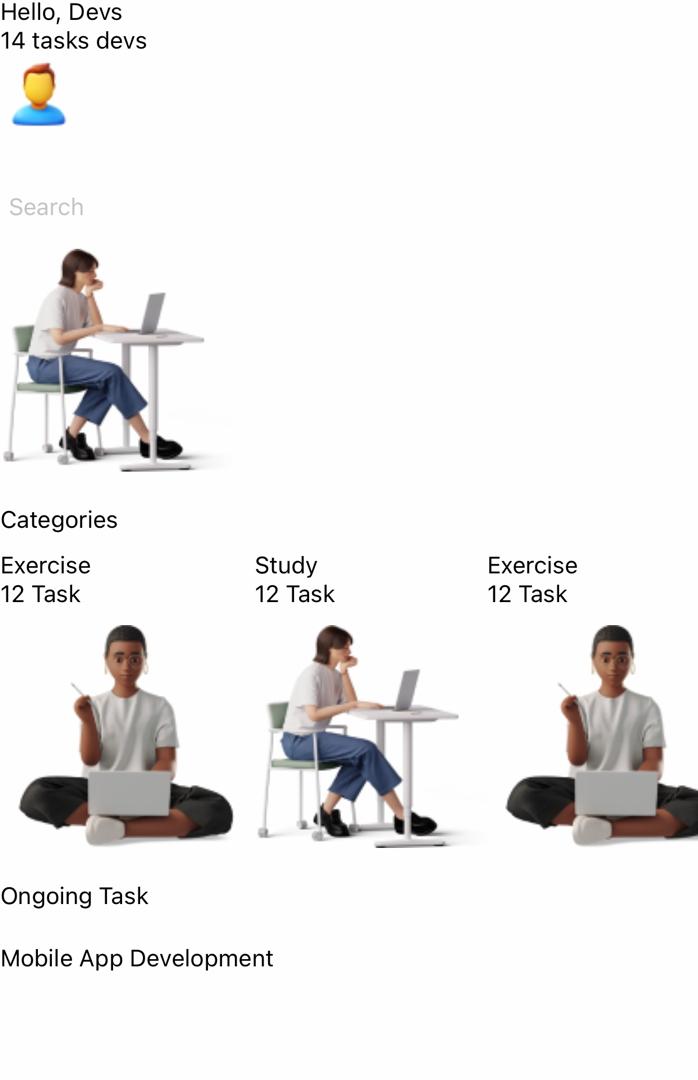 Hello, Devs
14 tasks devs
Search
Categories
Exercise
12 Task
Study
12 Task
Exercise
12 Task
Ongoing Task
Mobile App Development